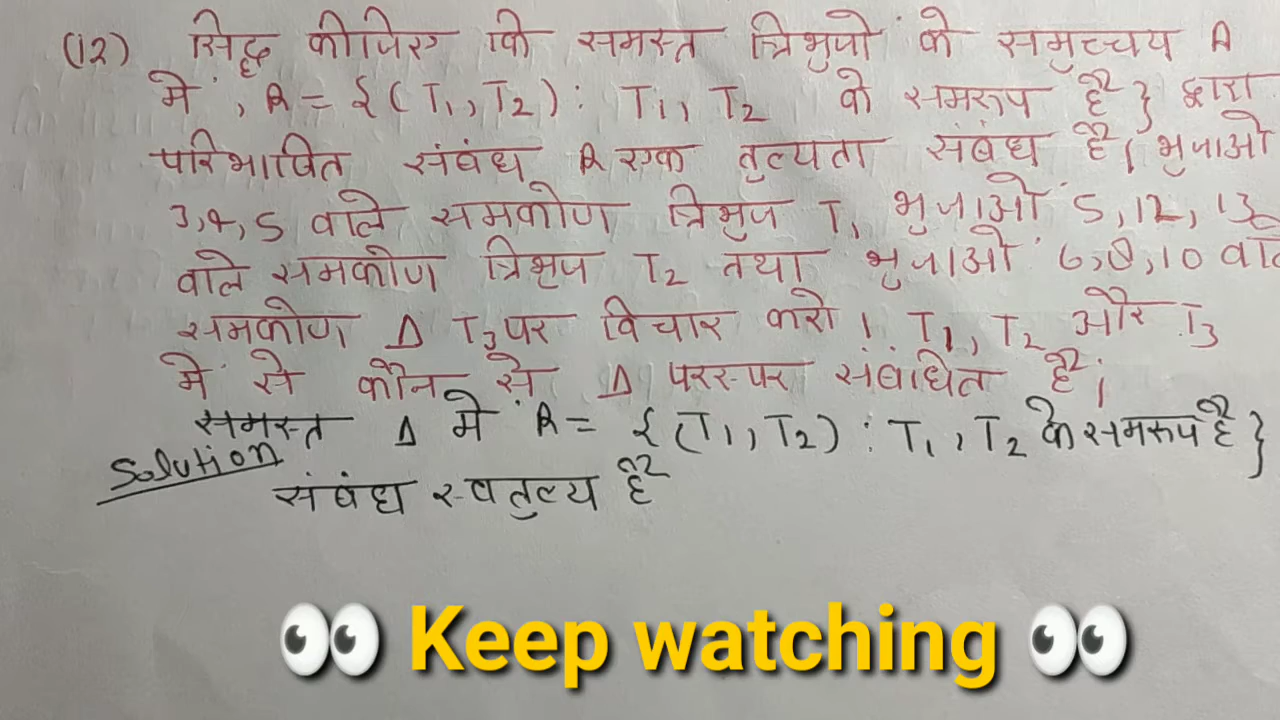 (12) सिद्ध कीजिए कि समस्त त्रिभुजों के समुच्चय A
में, R = {(T1, T2) : T1, T2 के समरूप है} द्वारा
परिभाषित संबंध R एक तुल्यता संबंध है। भुजाओं
3,4,5 वाले समकोण त्रिभुज T1 भुजाओं 5,12,13
वाले समकोण त्रिभुज T2 तथा भुजाओं 6,8,10 वाले
समकोण Δ T3 पर विचार करो। T1, T2 और T3
में से कौन से Δ परस्पर संबंधित है।
समस्त Δ में R = {(T1, T2) : T1, T2 के समरूप है}
Solution
संबंध स्वतुल्य है
👀 Keep watching 👀